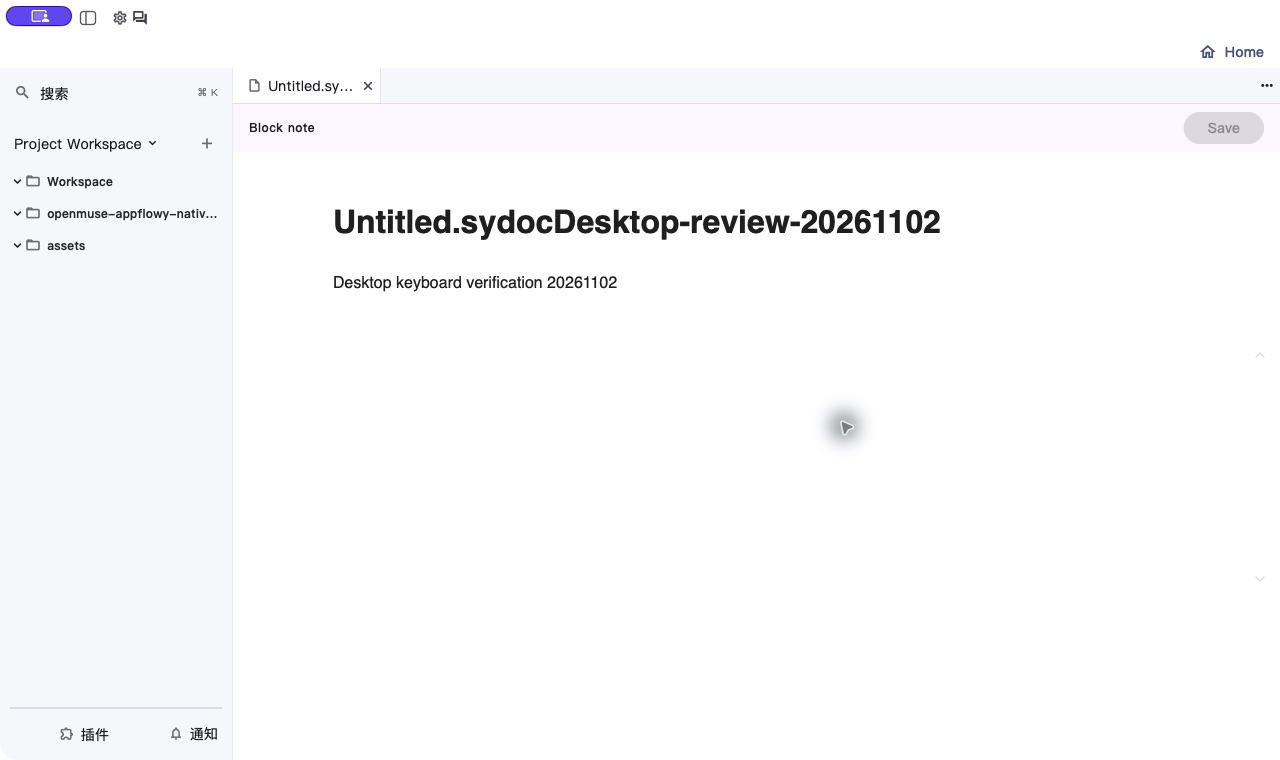 Home
搜索 ⌘ K
Untitled.sy...
Project Workspace
Block note
Save
Workspace
openmuse-appflowy-nativ...
assets
Untitled.sydocDesktop-review-20261102
Desktop keyboard verification 20261102
插件
通知